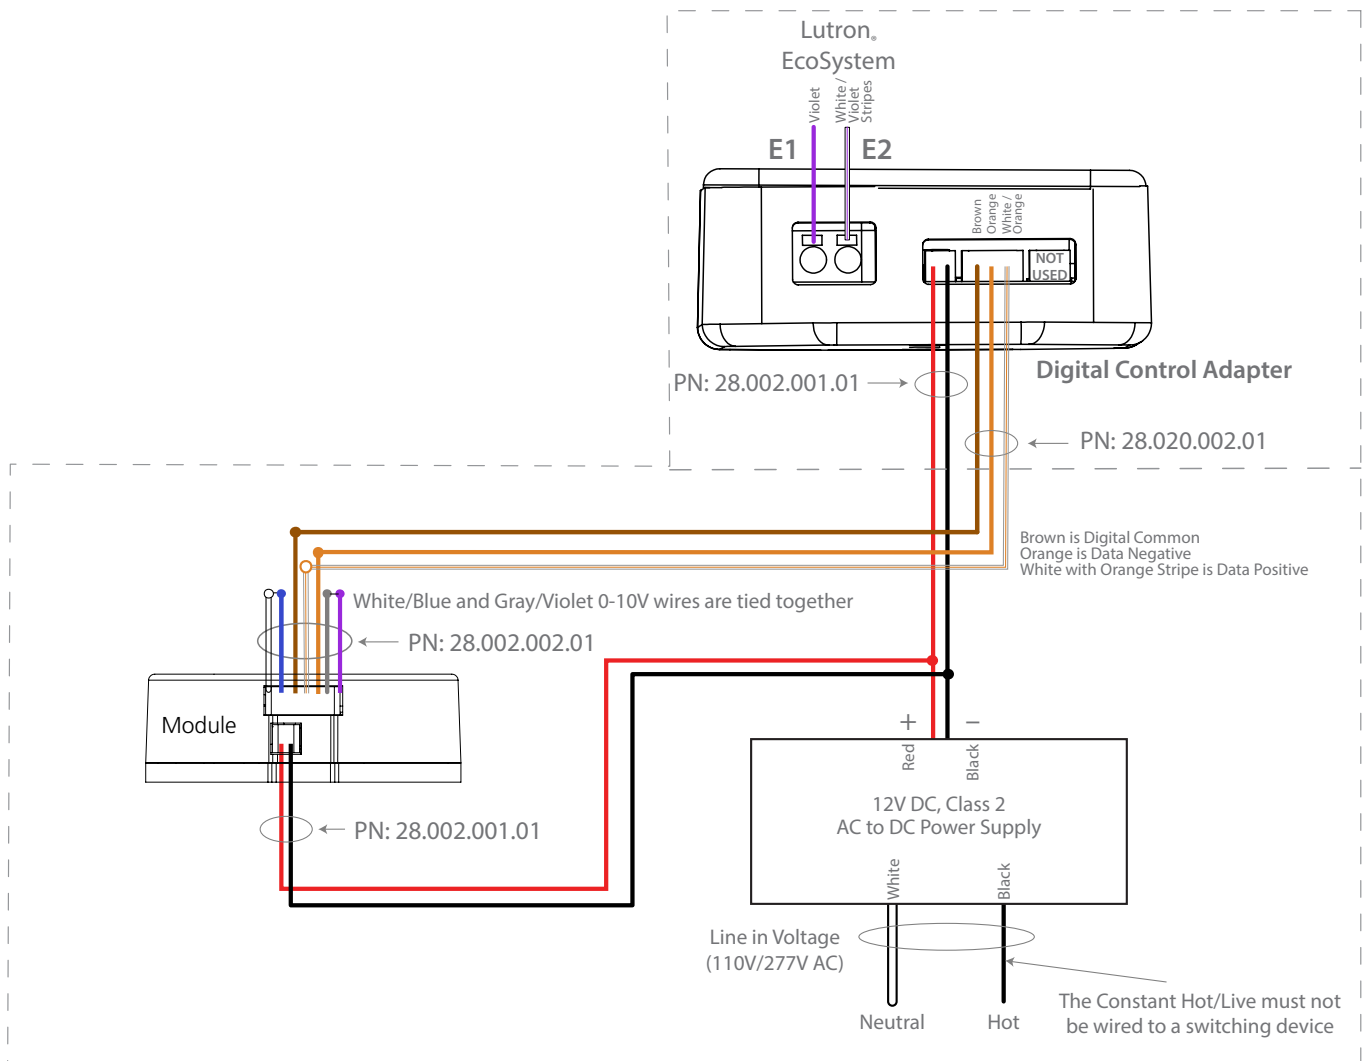 Lutron®
EcoSystem
Violet
White /
Violet
Stripes
E1
E2
Brown
Orange
White /
Orange
NOT
USED
Digital Control Adapter
PN: 28.002.001.01
PN: 28.020.002.01
Brown is Digital Common
Orange is Data Negative
White with Orange Stripe is Data Positive
White/Blue and Gray/Violet 0-10V wires are tied together
PN: 28.002.002.01
Module
PN: 28.002.001.01
+
–
Red
Black
12V DC, Class 2
AC to DC Power Supply
White
Black
Line in Voltage
(110V/277V AC)
Neutral
Hot
The Constant Hot/Live must not
be wired to a switching device